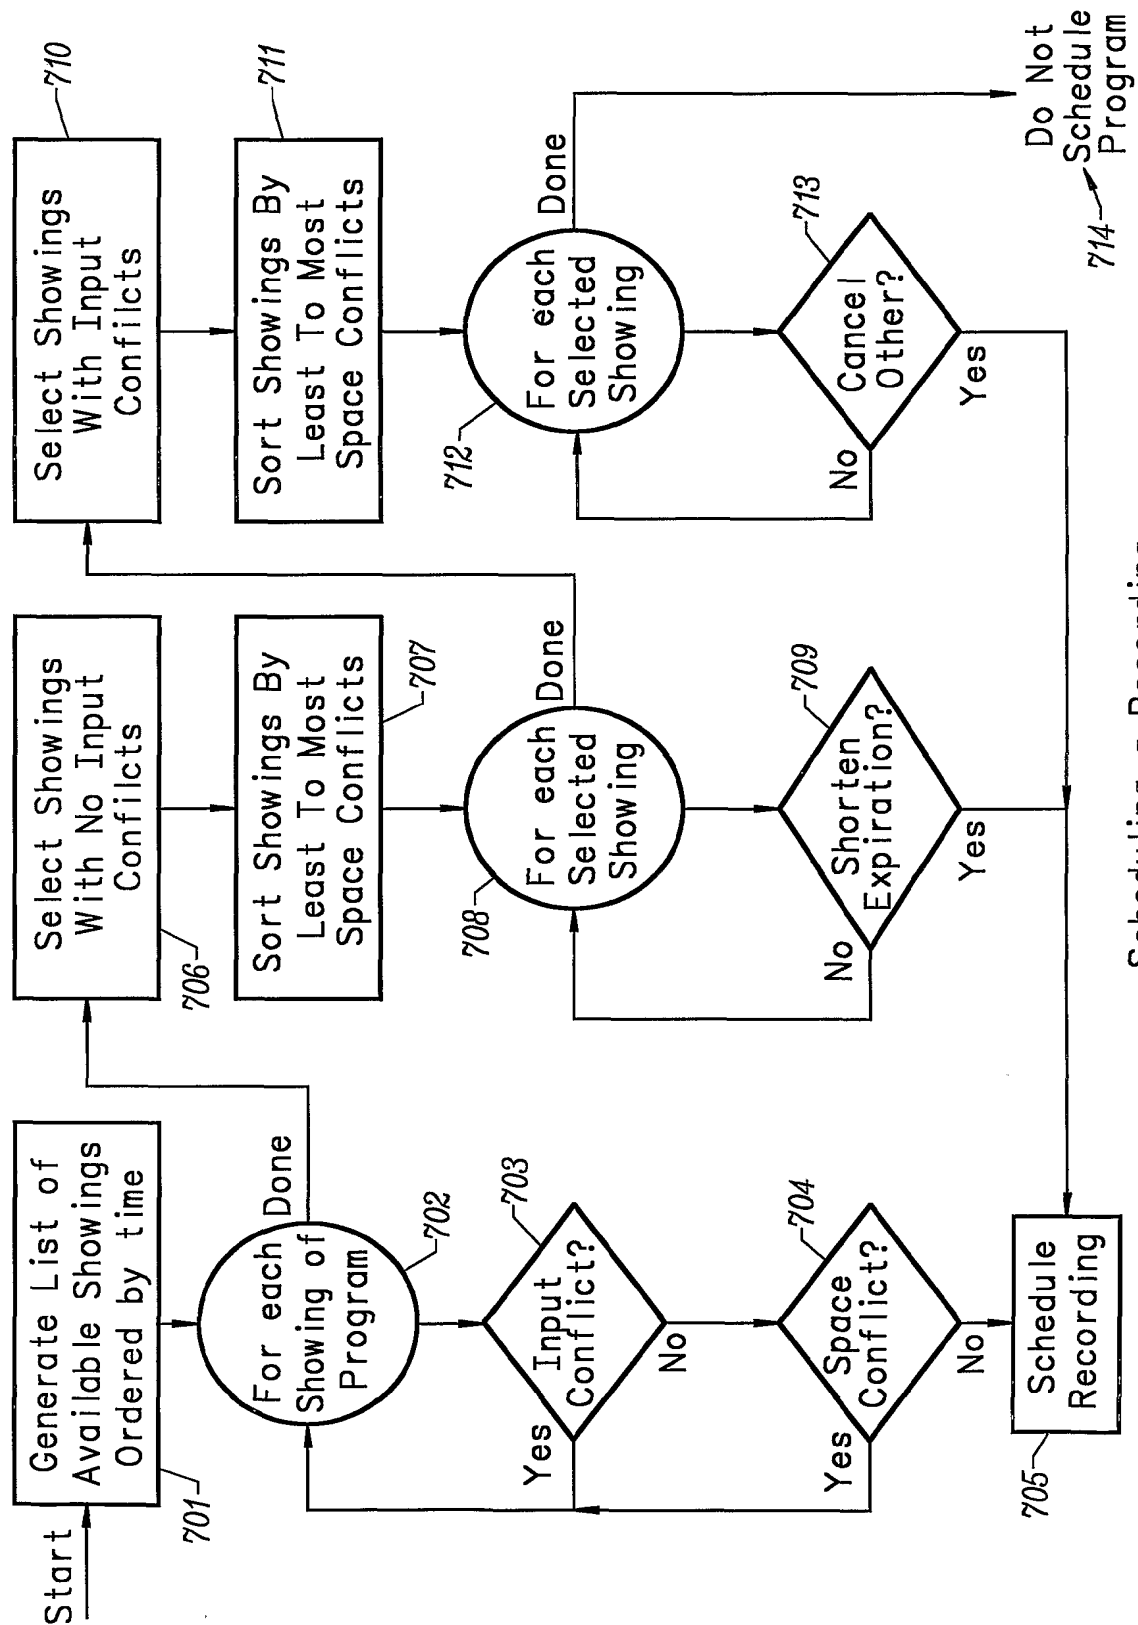 Start
Generate List of
Available Showings
Ordered by time
701
For each
Showing of
Program
Done
702
Input
Conflict?
703
Yes
No
Space
Conflict?
704
Yes
No
Schedule
Recording
705
Select Showings
With No Input
Confilcts
706
Sort Showings By
Least To Most
Space Conflicts
707
For each
Selected
Showing
Done
708
Shorten
Expiration?
709
No
Yes
Select Showings
With Input
Confilcts
710
Sort Showings By
Least To Most
Space Conflicts
711
For each
Selected
Showing
Done
712
Cancel
Other?
713
No
Yes
Do Not
Schedule
Program
714
Scheduling a Recording